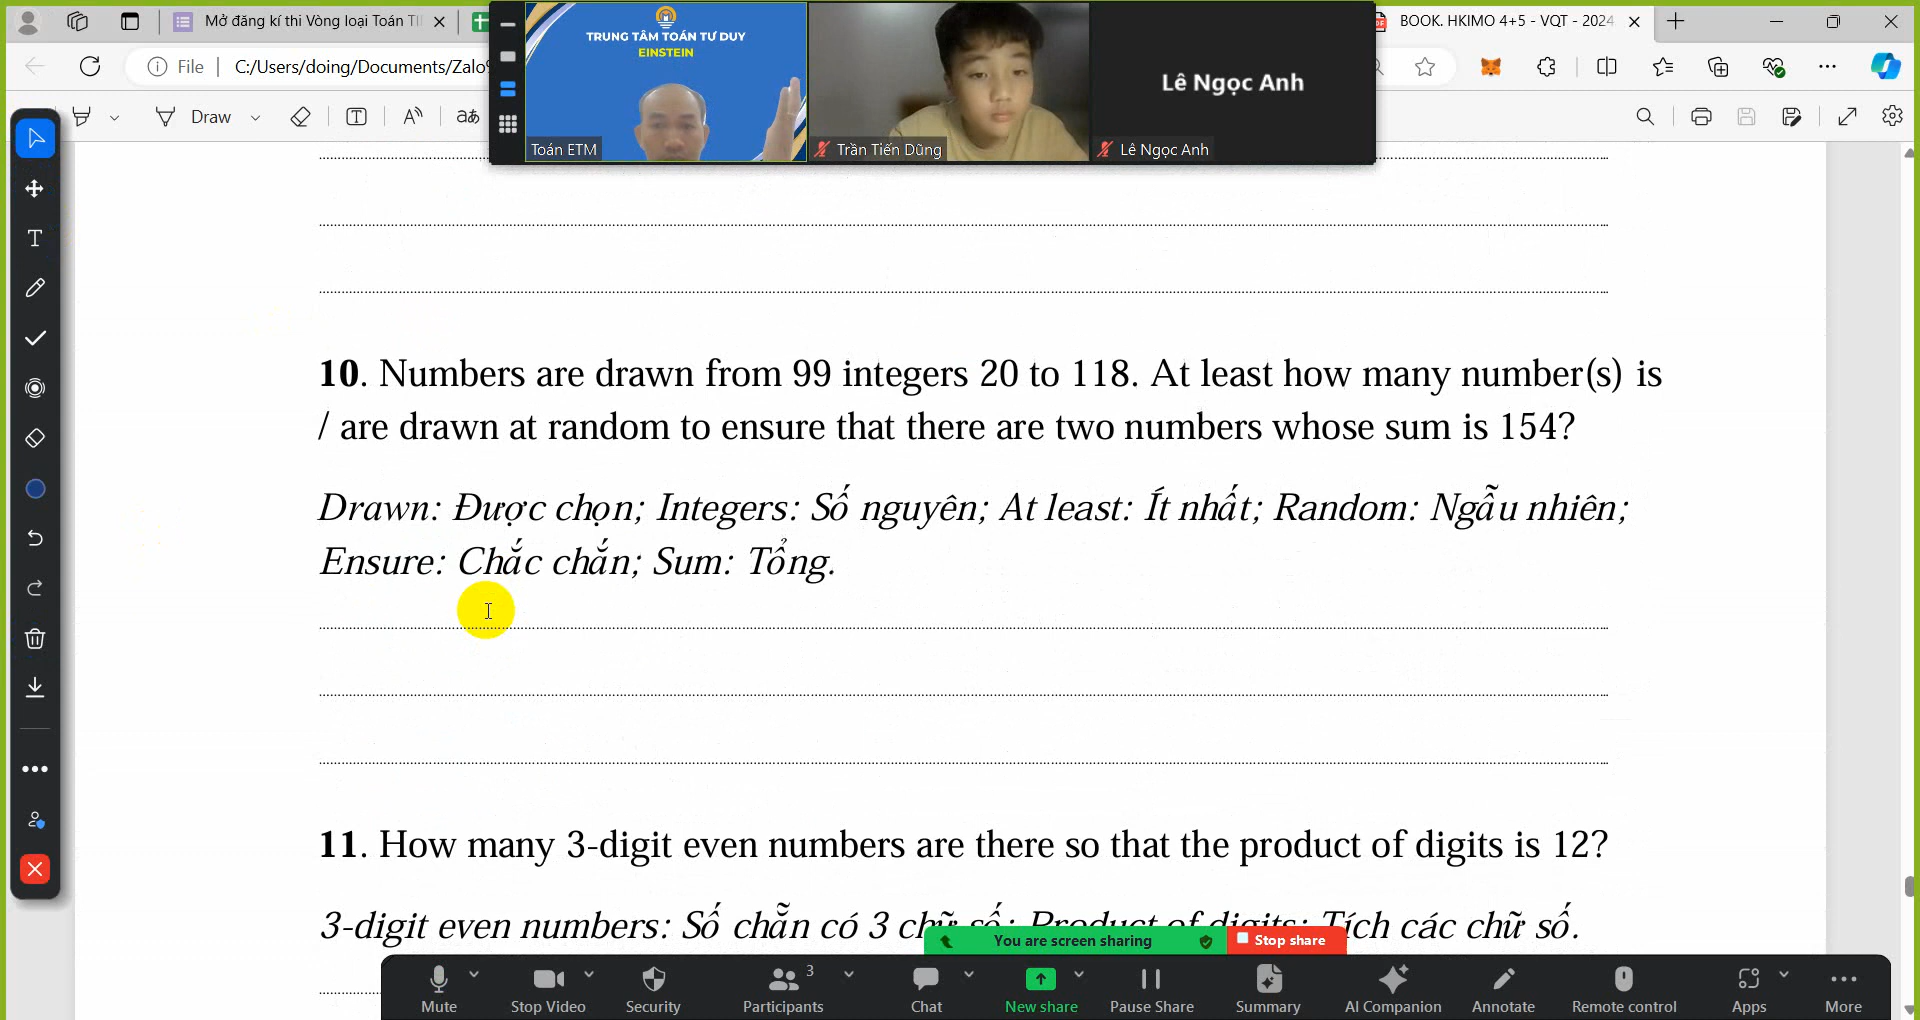 Mở đăng kí thi Vòng loại Toán TI
BOOK. HKIMO 4+5 - VQT - 2024
File
C:/Users/doing/Documents/Zalo
Draw
TRUNG TÂM TOÁN TƯ DUY
EINSTEIN
Toán ETM
Trần Tiến Dũng
Lê Ngọc Anh
Lê Ngọc Anh
10. Numbers are drawn from 99 integers 20 to 118. At least how many number(s) is
/ are drawn at random to ensure that there are two numbers whose sum is 154?
Drawn: Được chọn; Integers: Số nguyên; At least: Ít nhất; Random: Ngẫu nhiên;
Ensure: Chắc chắn; Sum: Tổng.
11. How many 3-digit even numbers are there so that the product of digits is 12?
3-digit even numbers: Số chẵn có 3 chữ số; Product of digits: Tích các chữ số.
You are screen sharing
Stop share
Mute
Stop Video
Security
Participants
3
Chat
New share
Pause Share
Summary
AI Companion
Annotate
Remote control
Apps
More